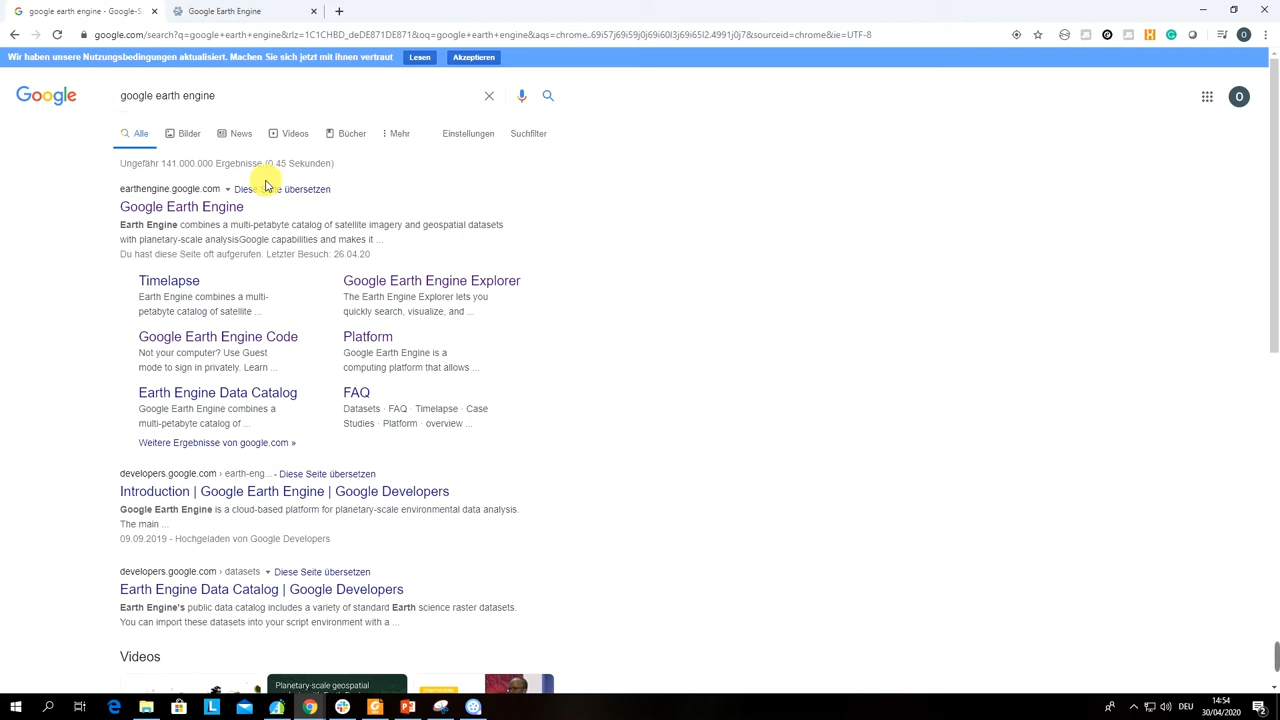 google earth engine - Google-S
Google Earth Engine
google.com/search?q=google+earth+engine&rlz=1C1CHBD_deDE871DE871&oq=google+earth+engine&aqs=chrome..69i57j69i59j0j69i60l3j69i65l2.4991j0j7&sourceid=chrome&ie=UTF-8
O
Wir haben unsere Nutzungsbedingungen aktualisiert. Machen Sie sich jetzt mit ihnen vertraut
Lesen
Akzeptieren
Google
google earth engine
O
Alle
Bilder
News
Videos
Bücher
Mehr
Einstellungen
Suchfilter
Ungefähr 141.000.000 Ergebnisse (0,45 Sekunden)
earthengine.google.com Diese Seite übersetzen
Google Earth Engine
Earth Engine combines a multi-petabyte catalog of satellite imagery and geospatial datasets
with planetary-scale analysisGoogle capabilities and makes it ...
Du hast diese Seite oft aufgerufen. Letzter Besuch: 26.04.20
Timelapse
Earth Engine combines a multi-
petabyte catalog of satellite ...
Google Earth Engine Explorer
The Earth Engine Explorer lets you
quickly search, visualize, and ...
Google Earth Engine Code
Not your computer? Use Guest
mode to sign in privately. Learn ...
Platform
Google Earth Engine is a
computing platform that allows ...
Earth Engine Data Catalog
Google Earth Engine combines a
multi-petabyte catalog of ...
FAQ
Datasets · FAQ · Timelapse · Case
Studies · Platform · overview ...
Weitere Ergebnisse von google.com »
developers.google.com › earth-eng... - Diese Seite übersetzen
Introduction | Google Earth Engine | Google Developers
Google Earth Engine is a cloud-based platform for planetary-scale environmental data analysis.
The main ...
09.09.2019 - Hochgeladen von Google Developers
developers.google.com › datasets Diese Seite übersetzen
Earth Engine Data Catalog | Google Developers
Earth Engine's public data catalog includes a variety of standard Earth science raster datasets.
You can import these datasets into your script environment with a ...
Videos
Planetary-scale geospatial
DEU
14:54
30/04/2020
2